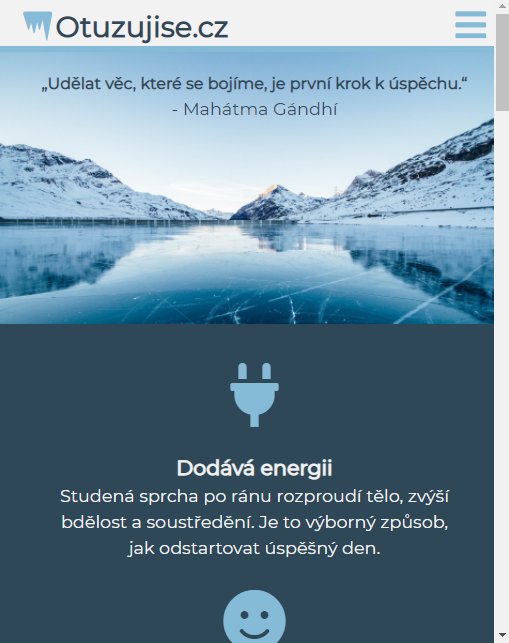 Otuzujise.cz
„Udělat věc, které se bojíme, je první krok k úspěchu.“
- Mahátma Gándhí
Dodává energii
Studená sprcha po ránu rozproudí tělo, zvýší
bdělost a soustředění. Je to výborný způsob,
jak odstartovat úspěšný den.